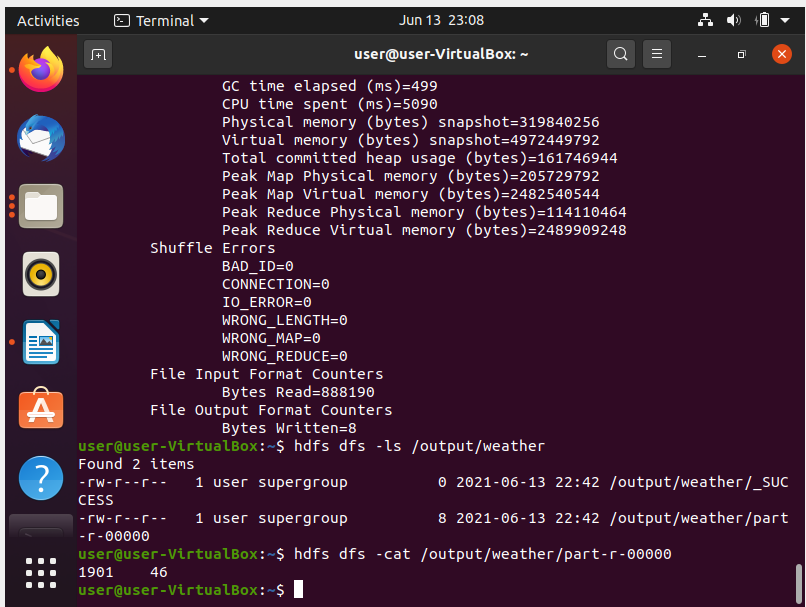 Activities Terminal Jun 13 23:08
user@user-VirtualBox: ~
GC time elapsed (ms)=499
CPU time spent (ms)=5090
Physical memory (bytes) snapshot=319840256
Virtual memory (bytes) snapshot=4972449792
Total committed heap usage (bytes)=161746944
Peak Map Physical memory (bytes)=205729792
Peak Map Virtual memory (bytes)=2482540544
Peak Reduce Physical memory (bytes)=114110464
Peak Reduce Virtual memory (bytes)=2489909248
Shuffle Errors
BAD_ID=0
CONNECTION=0
IO_ERROR=0
WRONG_LENGTH=0
WRONG_MAP=0
WRONG_REDUCE=0
File Input Format Counters
Bytes Read=888190
File Output Format Counters
Bytes Written=8
user@user-VirtualBox:~$ hdfs dfs -ls /output/weather
Found 2 items
-rw-r--r--   1 user supergroup          0 2021-06-13 22:42 /output/weather/_SUC
CESS
-rw-r--r--   1 user supergroup          8 2021-06-13 22:42 /output/weather/part
-r-00000
user@user-VirtualBox:~$ hdfs dfs -cat /output/weather/part-r-00000
1901    46
user@user-VirtualBox:~$